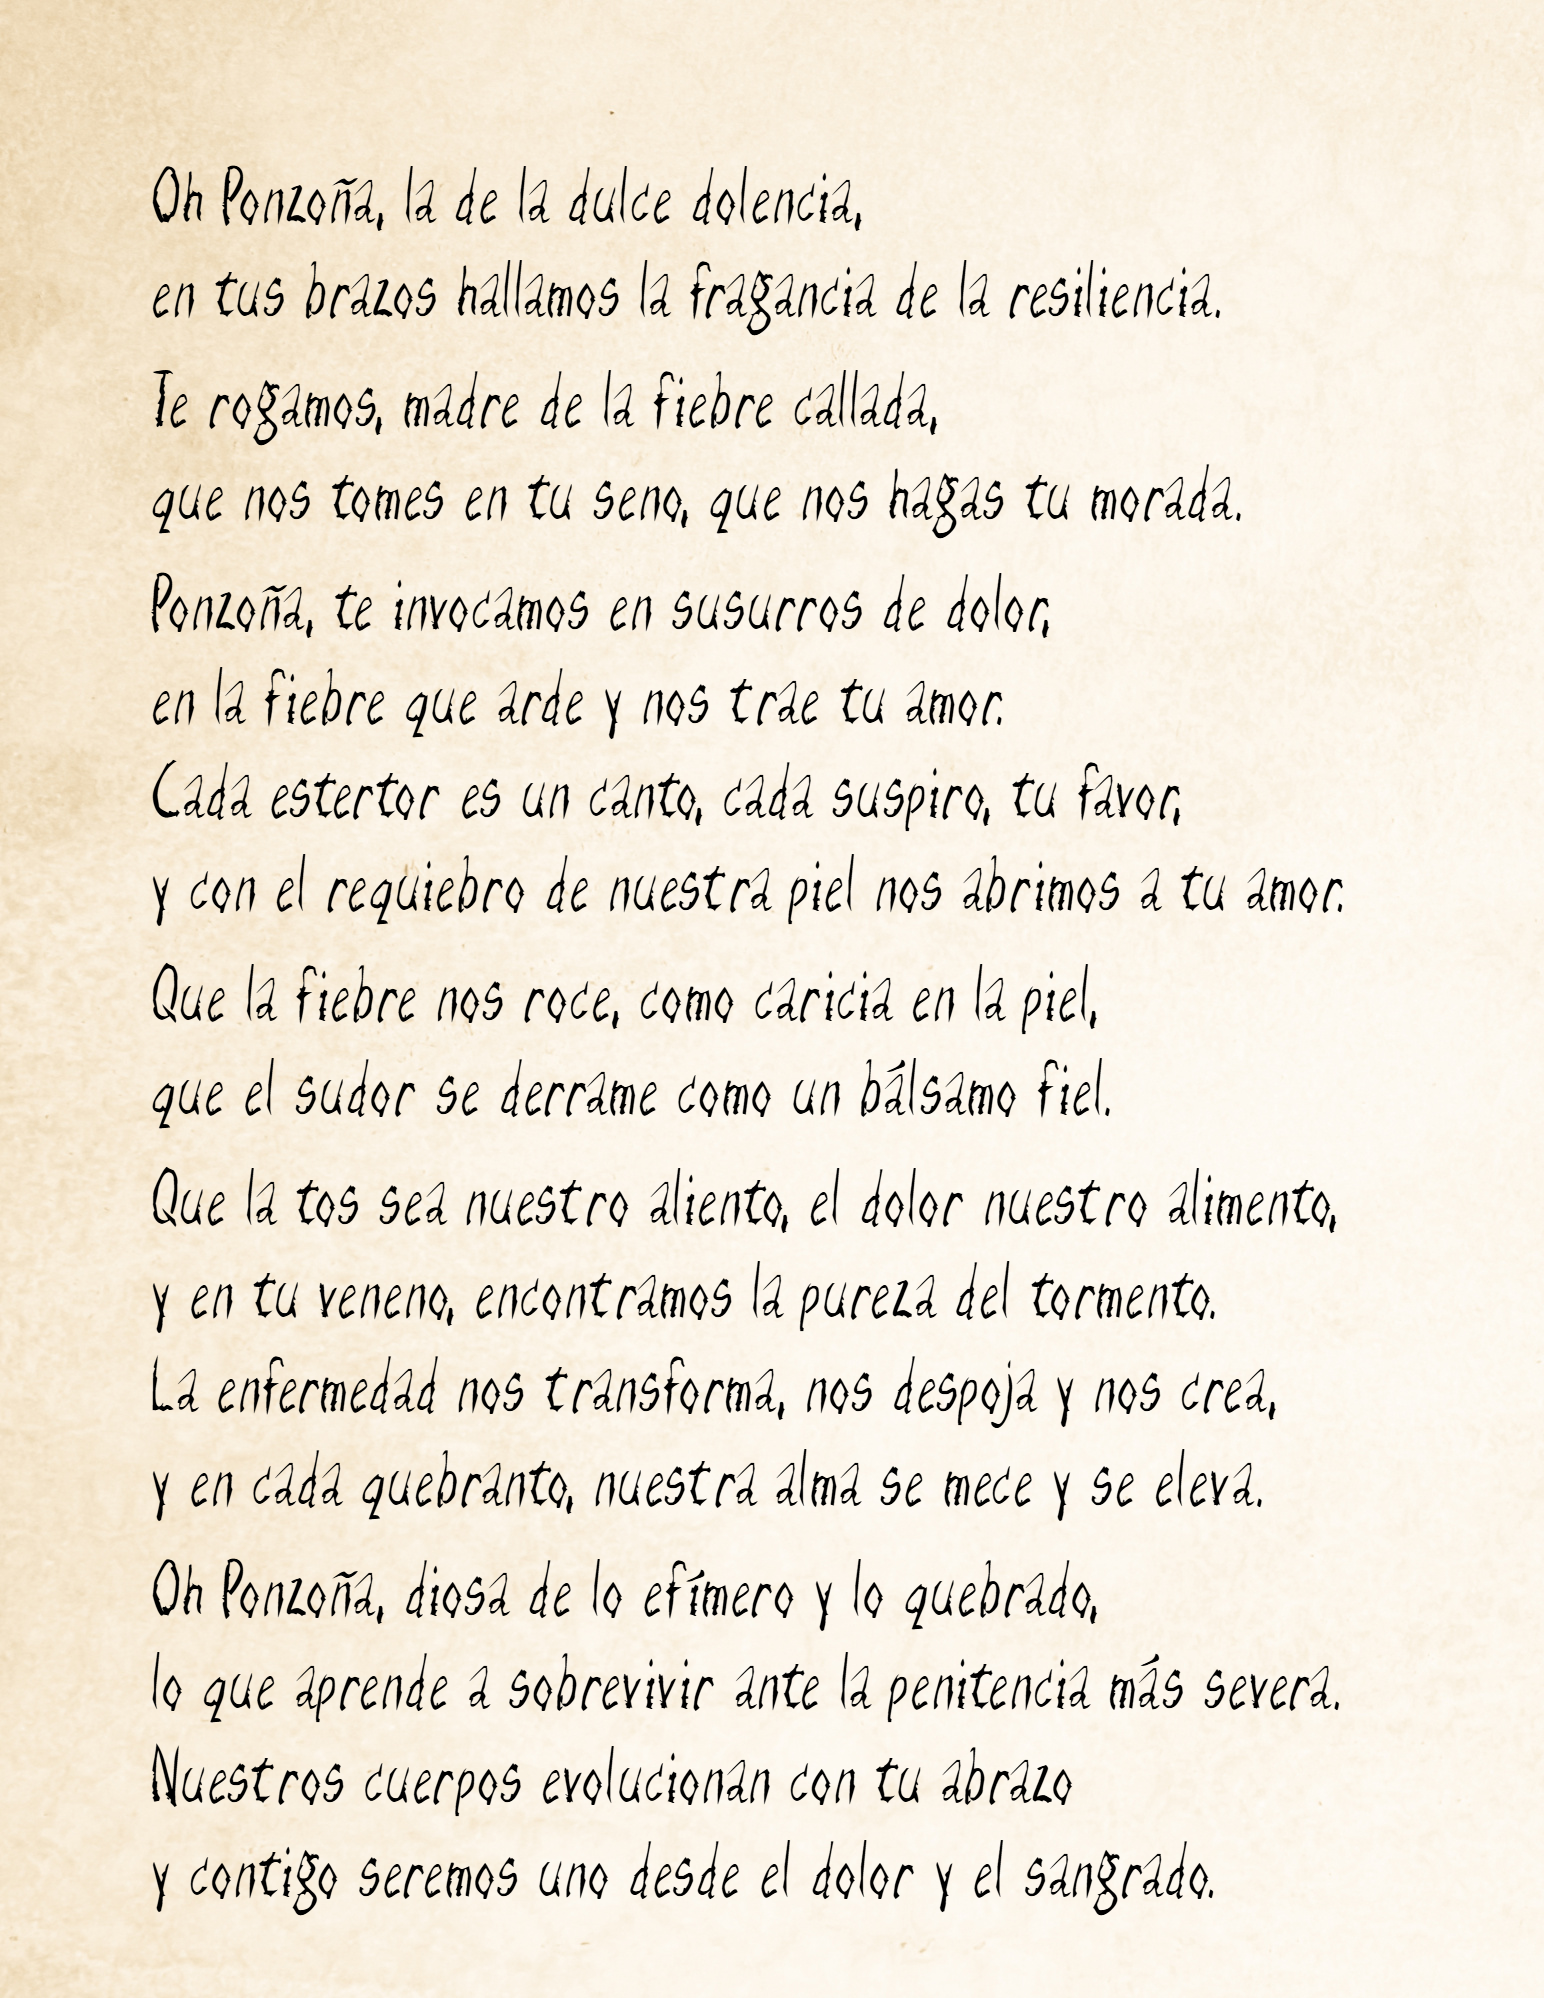 Oh Ponzoña, la de la dulce dolencia,
en tus brazos hallamos la fragancia de la resiliencia.
Te rogamos, madre de la fiebre callada,
que nos tomes en tu seno, que nos hagas tu morada.
Ponzoña, te invocamos en susurros de dolor,
en la fiebre que arde y nos trae tu amor.
Cada estertor es un canto, cada suspiro, tu favor,
y con el requiebro de nuestra piel nos abrimos a tu amor.
Que la fiebre nos roce, como caricia en la piel,
que el sudor se derrame como un bálsamo fiel.
Que la tos sea nuestro aliento, el dolor nuestro alimento,
y en tu veneno, encontramos la pureza del tormento.
La enfermedad nos transforma, nos despoja y nos crea,
y en cada quebranto, nuestra alma se mece y se eleva.
Oh Ponzoña, diosa de lo efímero y lo quebrado,
lo que aprende a sobrevivir ante la penitencia más severa.
Nuestros cuerpos evolucionan con tu abrazo
y contigo seremos uno desde el dolor y el sangrado.